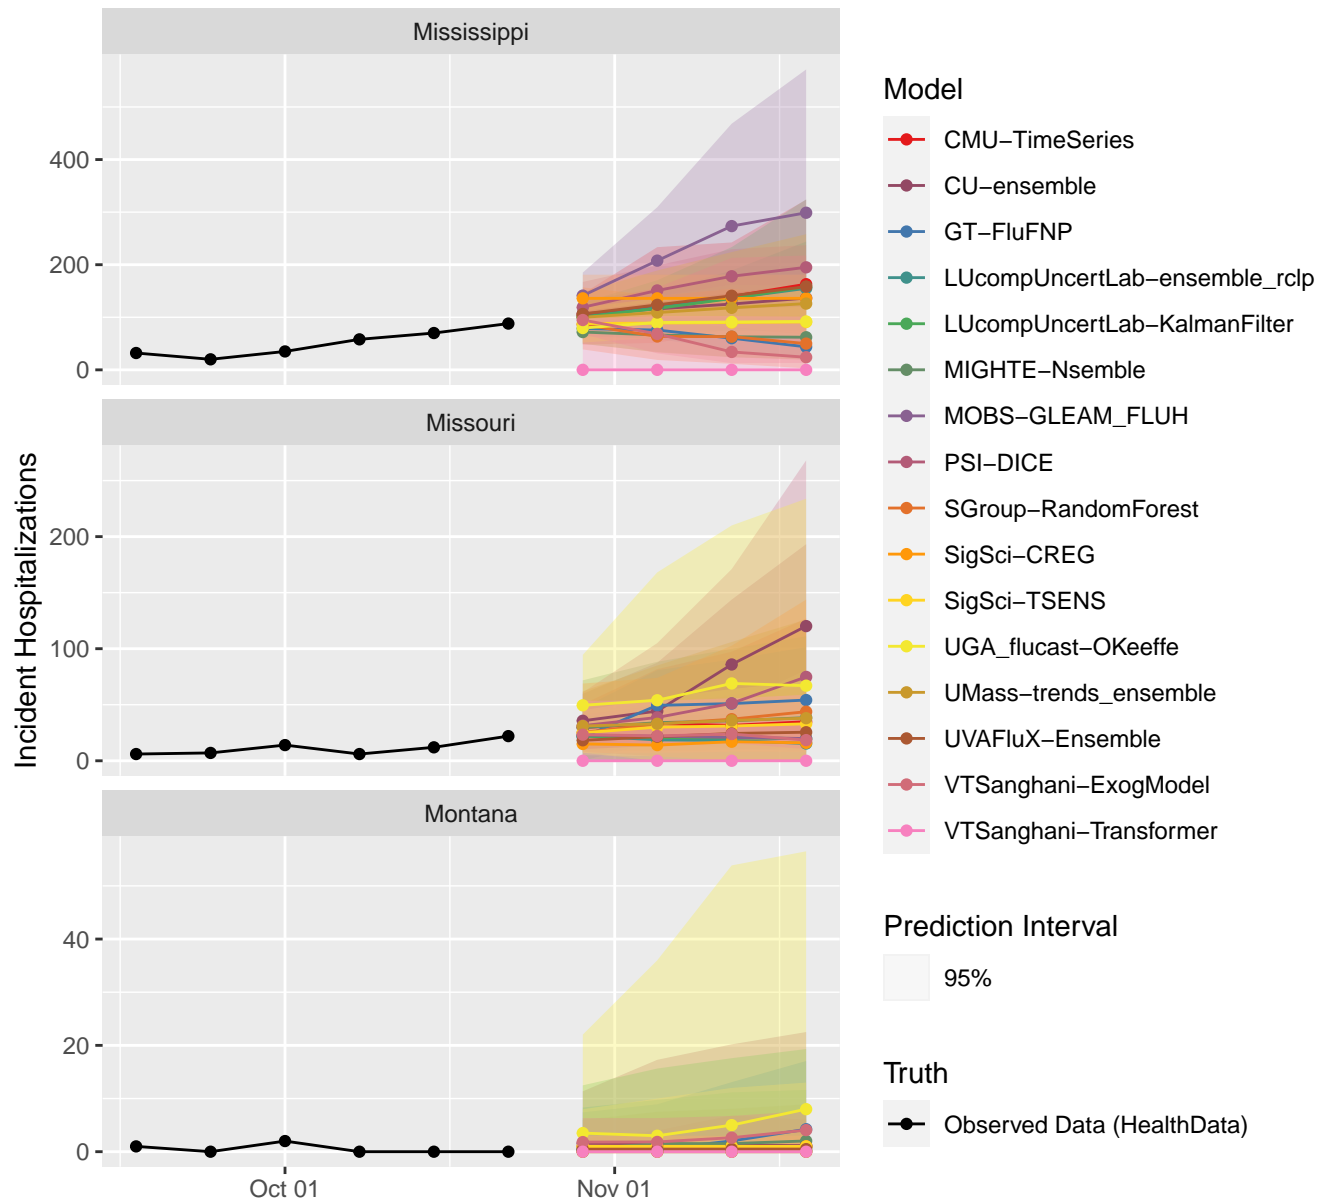 Mississippi
400
200
0
Missouri
200
100
0
Montana
40
20
0
Oct 01
Nov 01
Incident Hospitalizations
Model
CMU−TimeSeries
CU−ensemble
GT−FluFNP
LUcompUncertLab−ensemble_rclp
LUcompUncertLab−KalmanFilter
MIGHTE−Nsemble
MOBS−GLEAM_FLUH
PSI−DICE
SGroup−RandomForest
SigSci−CREG
SigSci−TSENS
UGA_flucast−OKeeffe
UMass−trends_ensemble
UVAFluX−Ensemble
VTSanghani−ExogModel
VTSanghani−Transformer
Prediction Interval
95%
Truth
Observed Data (HealthData)